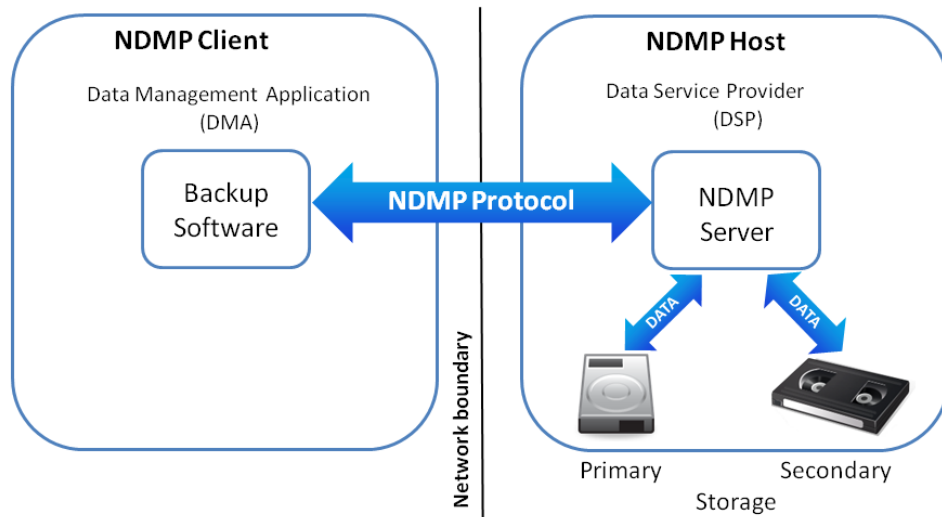 NDMP Client
Data Management Application
(DMA)
Backup
Software
NDMP Protocol
Network boundary
NDMP Host
Data Service Provider
(DSP)
NDMP
Server
DATA
DATA
Primary
Secondary
Storage